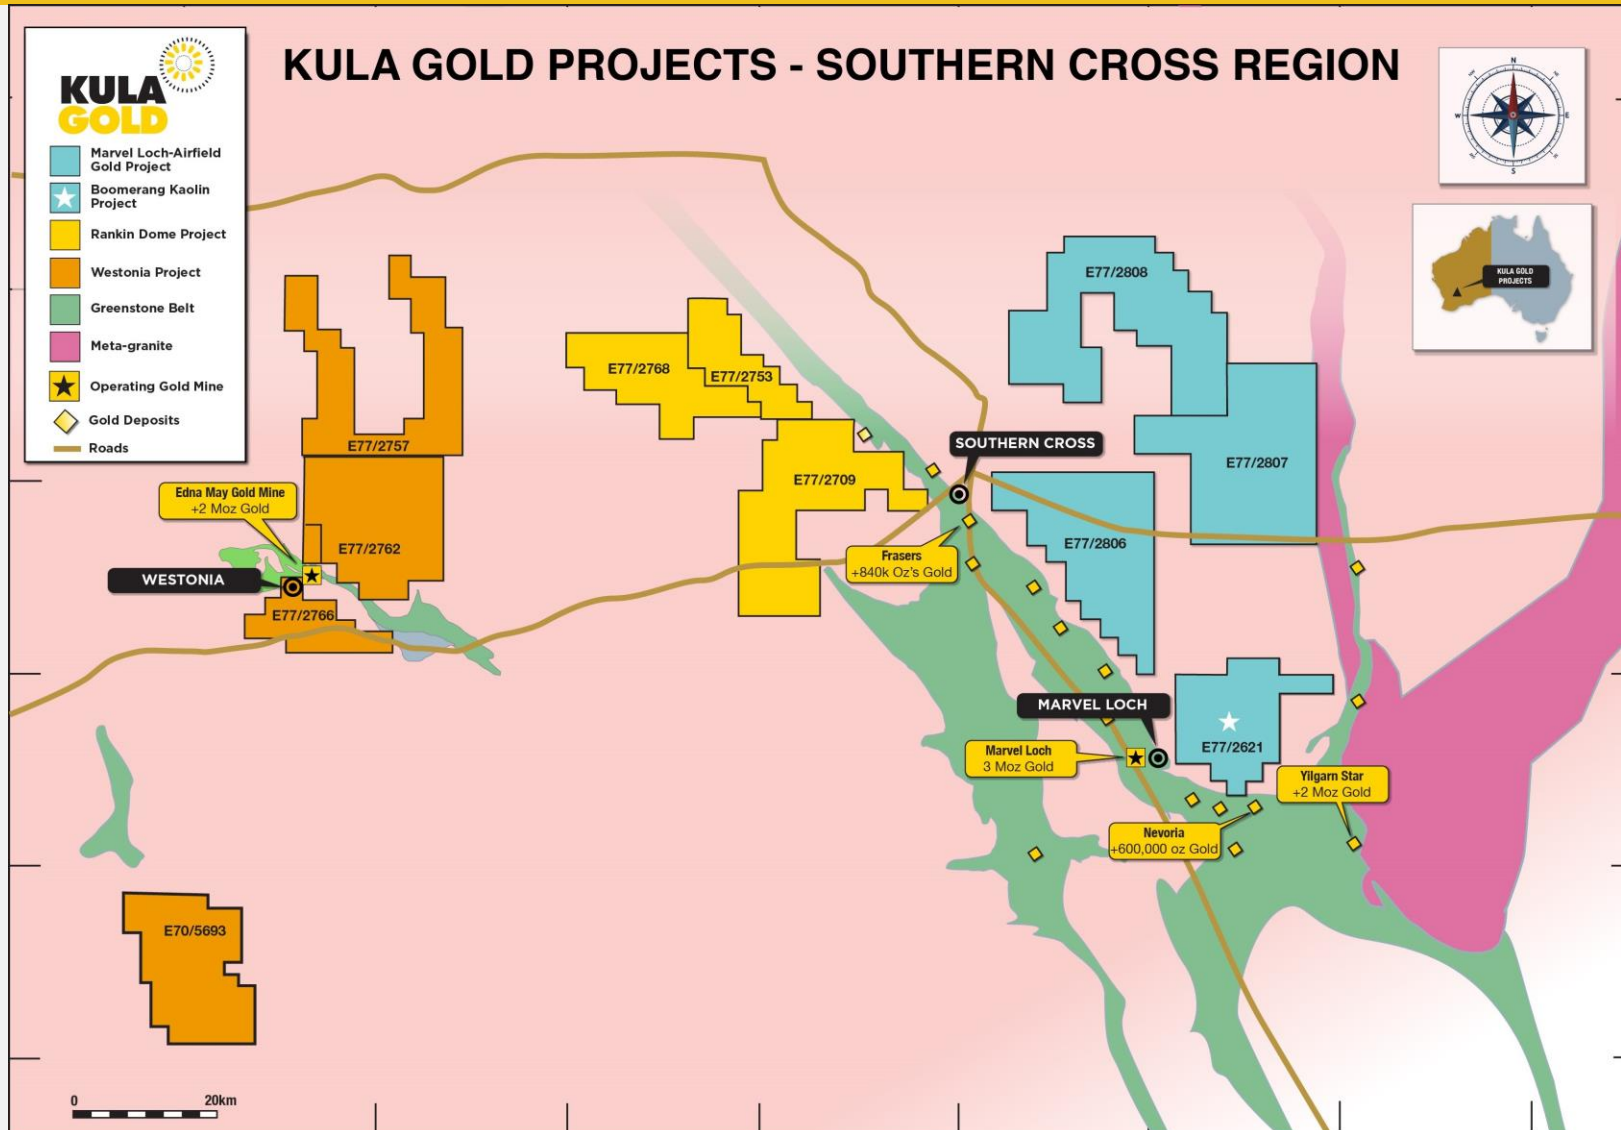 KULA GOLD PROJECTS - SOUTHERN CROSS REGION
KULA
GOLD
Marvel Loch-Airfield
Gold Project
Boomerang Kaolin
Project
Rankin Dome Project
Westonia Project
Greenstone Belt
Meta-granite
Operating Gold Mine
Gold Deposits
Roads
N
W
E
S
KULA GOLD
PROJECTS
E77/2808
E77/2768
E77/2753
E77/2757
SOUTHERN CROSS
E77/2807
E77/2709
Edna May Gold Mine
+2 Moz Gold
E77/2762
E77/2806
Frasers
+840k Oz's Gold
WESTONIA
E77/2766
MARVEL LOCH
E77/2621
Marvel Loch
3 Moz Gold
Yilgarn Star
+2 Moz Gold
Nevoria
+600,000 oz Gold
E70/5693
0
20km